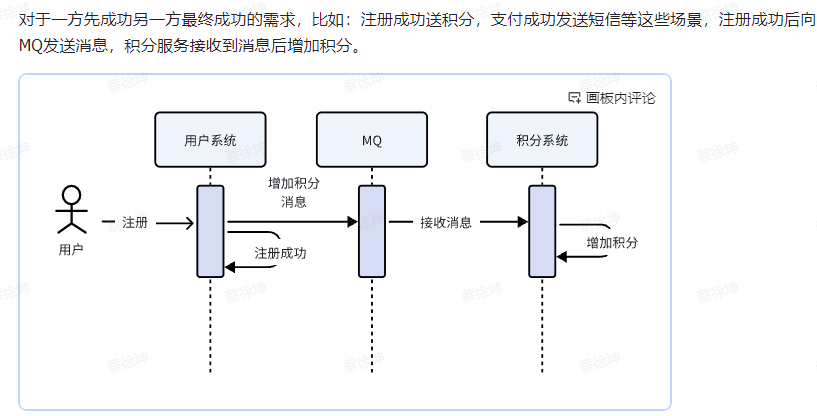 对于一方先成功另一方最终成功的需求，比如：注册成功送积分，支付成功发送短信等这些场景，注册成功后向
MQ发送消息，积分服务接收到消息后增加积分。
画板内评论
用户系统
MQ
积分系统
增加积分
消息
注册
接收消息
用户
注册成功
增加积分
蔡徐坤